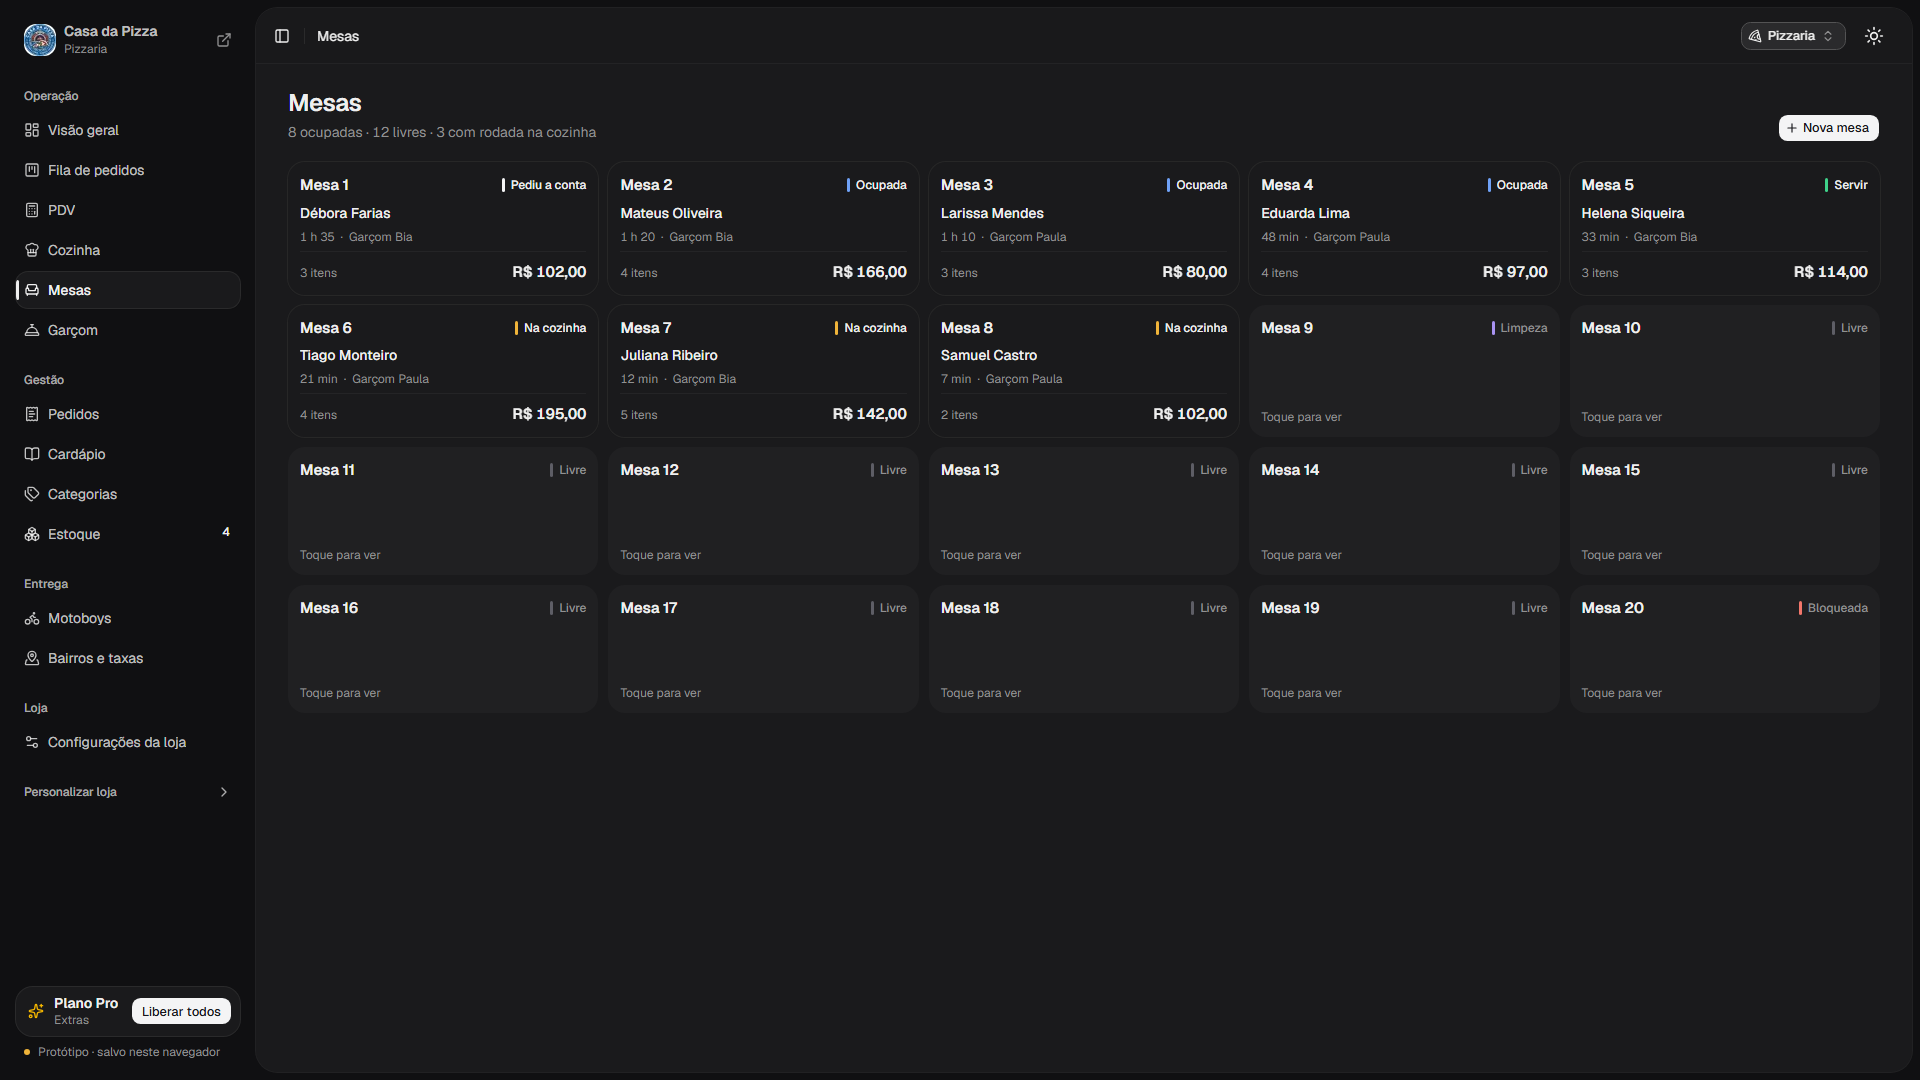 Casa da Pizza
Pizzaria
Operação
Visão geral
Fila de pedidos
PDV
Cozinha
Mesas
Garçom
Gestão
Pedidos
Cardápio
Categorias
Estoque 4
Entrega
Motoboys
Bairros e taxas
Loja
Configurações da loja
Personalizar loja
Plano Pro
Extras
Liberar todos
Protótipo · salvo neste navegador
Mesas
Pizzaria
Mesas
8 ocupadas · 12 livres · 3 com rodada na cozinha
+ Nova mesa
Mesa 1 Pediu a conta
Débora Farias
1 h 35 · Garçom Bia
3 itens R$ 102,00
Mesa 2 Ocupada
Mateus Oliveira
1 h 20 · Garçom Bia
4 itens R$ 166,00
Mesa 3 Ocupada
Larissa Mendes
1 h 10 · Garçom Paula
3 itens R$ 80,00
Mesa 4 Ocupada
Eduarda Lima
48 min · Garçom Paula
4 itens R$ 97,00
Mesa 5 Servir
Helena Siqueira
33 min · Garçom Bia
3 itens R$ 114,00
Mesa 6 Na cozinha
Tiago Monteiro
21 min · Garçom Paula
4 itens R$ 195,00
Mesa 7 Na cozinha
Juliana Ribeiro
12 min · Garçom Bia
5 itens R$ 142,00
Mesa 8 Na cozinha
Samuel Castro
7 min · Garçom Paula
2 itens R$ 102,00
Mesa 9 Limpeza
Toque para ver
Mesa 10 Livre
Toque para ver
Mesa 11 Livre
Toque para ver
Mesa 12 Livre
Toque para ver
Mesa 13 Livre
Toque para ver
Mesa 14 Livre
Toque para ver
Mesa 15 Livre
Toque para ver
Mesa 16 Livre
Toque para ver
Mesa 17 Livre
Toque para ver
Mesa 18 Livre
Toque para ver
Mesa 19 Livre
Toque para ver
Mesa 20 Bloqueada
Toque para ver